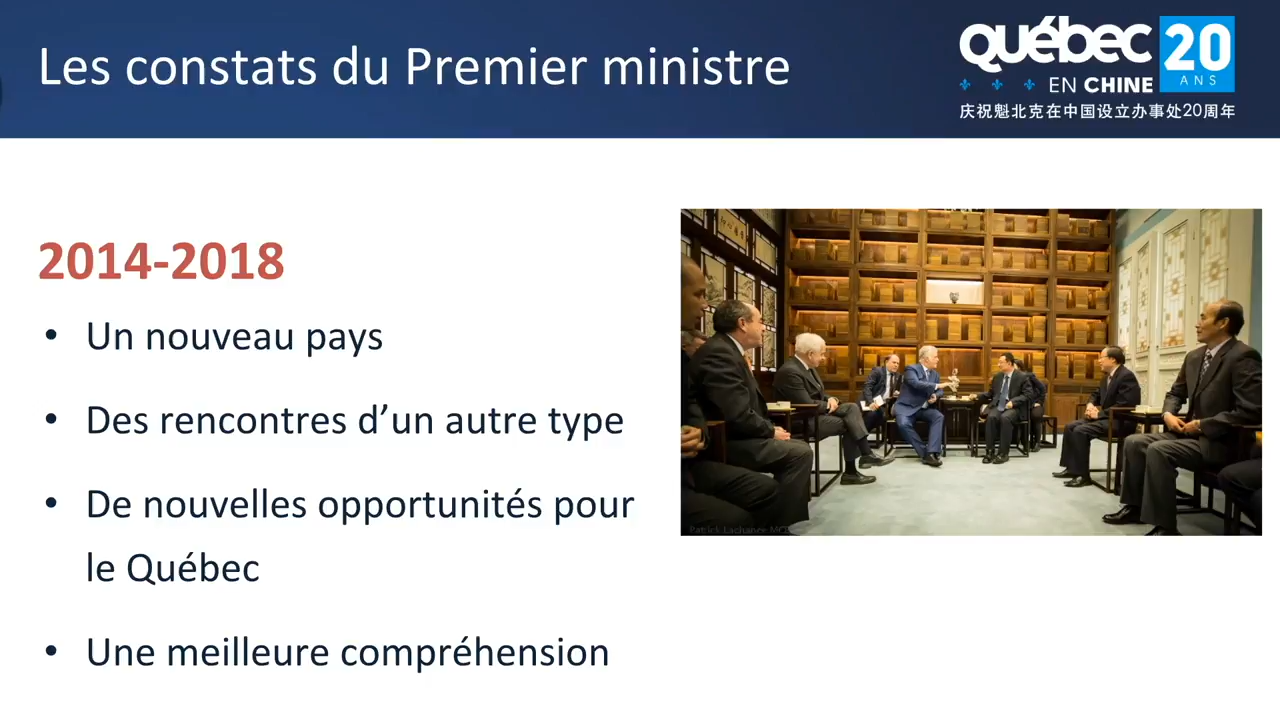 Les constats du Premier ministre
québec 20
ANS
EN CHINE
庆祝魁北克在中国设立办事处20周年
2014-2018
• Un nouveau pays
• Des rencontres d’un autre type
• De nouvelles opportunités pour
le Québec
• Une meilleure compréhension